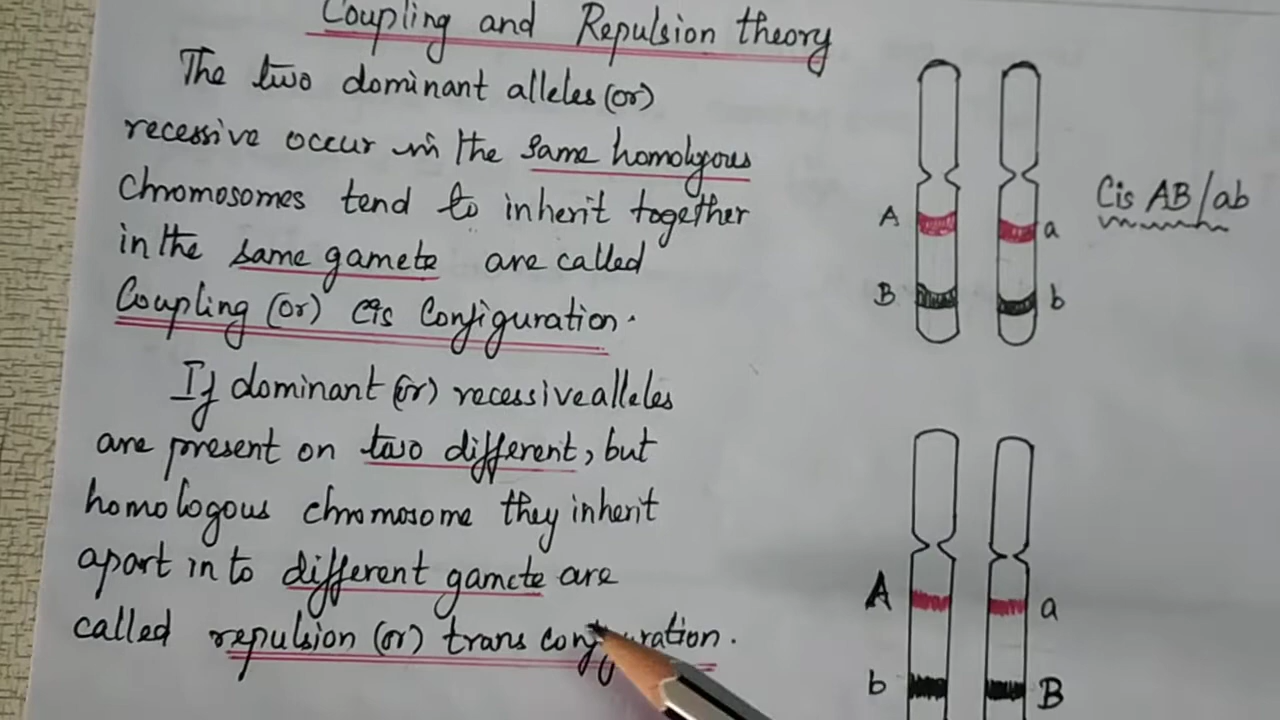 Coupling and Repulsion theory
The two dominant alleles (or)
recessive occur in the same homolgous
chromosomes tend to inherit together
in the same gamete are called
Coupling (or) Cis Configuration.
If dominant (or) recessive alleles
are present on two different, but
homologous chromosome they inherit
apart in to different gamete are
called repulsion (or) trans configuration.
A a
B b
Cis AB/ab
A a
b B